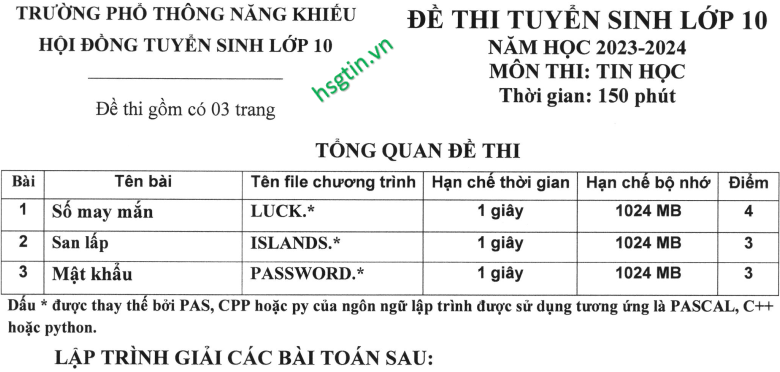 TRƯỜNG PHỔ THÔNG NĂNG KHIẾU
HỘI ĐỒNG TUYỂN SINH LỚP 10
Đề thi gồm có 03 trang
hsgtin.vn
ĐỀ THI TUYỂN SINH LỚP 10
NĂM HỌC 2023-2024
MÔN THI: TIN HỌC
Thời gian: 150 phút
TỔNG QUAN ĐỀ THI
Bài Tên bài Tên file chương trình Hạn chế thời gian Hạn chế bộ nhớ Điểm
1 Số may mắn LUCK.* 1 giây 1024 MB 4
2 San lấp ISLANDS.* 1 giây 1024 MB 3
3 Mật khẩu PASSWORD.* 1 giây 1024 MB 3
Dấu * được thay thế bởi PAS, CPP hoặc py của ngôn ngữ lập trình được sử dụng tương ứng là PASCAL, C++
hoặc python.
LẬP TRÌNH GIẢI CÁC BÀI TOÁN SAU: